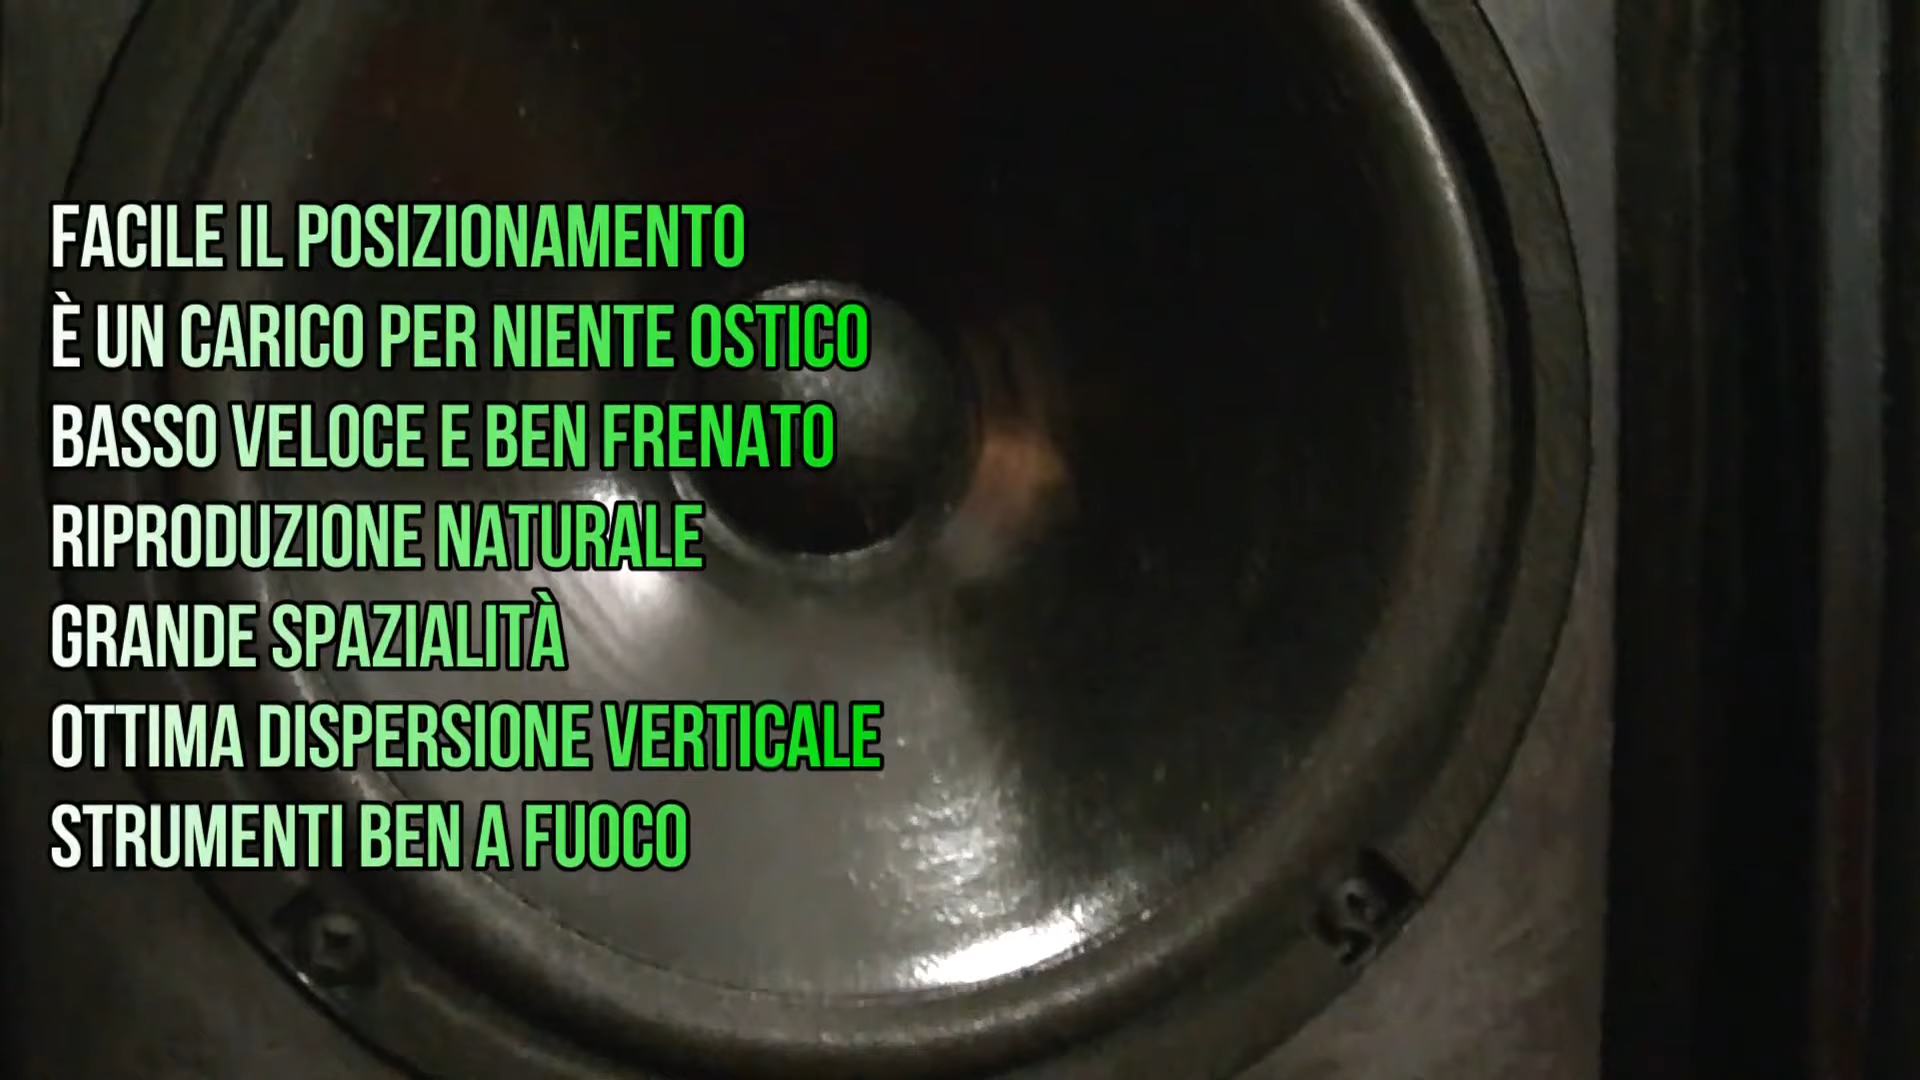 FACILE IL POSIZIONAMENTO
È UN CARICO PER NIENTE OSTICO
BASSO VELOCE E BEN FRENATO
RIPRODUZIONE NATURALE
GRANDE SPAZIALITÀ
OTTIMA DISPERSIONE VERTICALE
STRUMENTI BEN A FUOCO